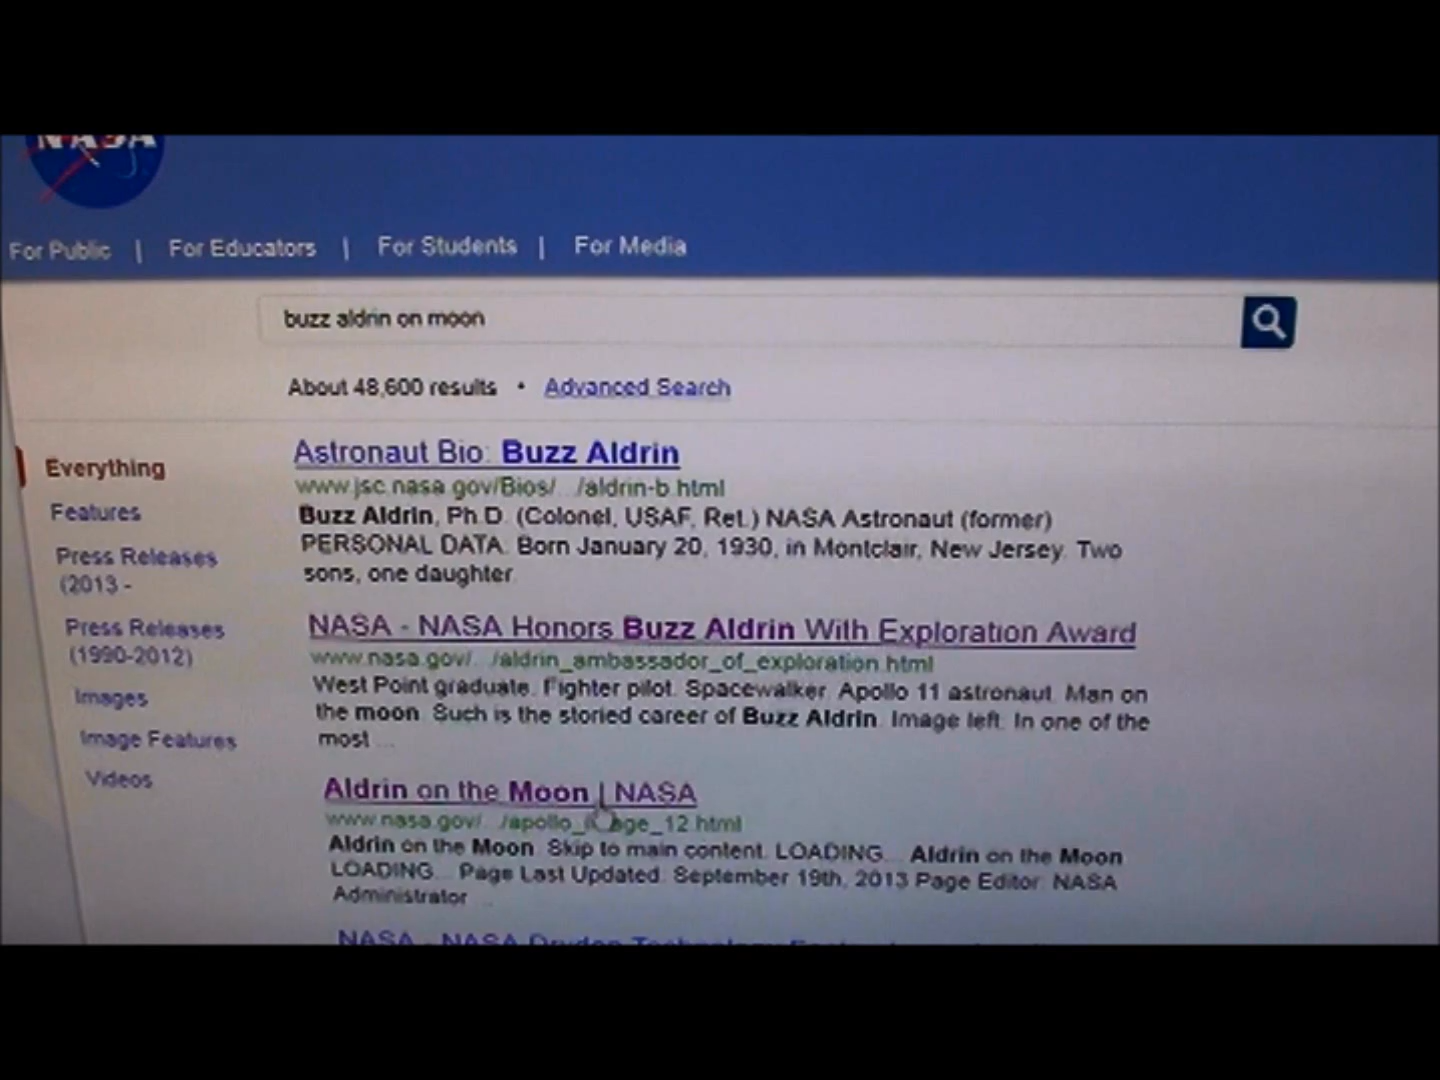 NASA
For Public | For Educators | For Students | For Media
buzz aldrin on moon
About 48,600 results • Advanced Search
Everything
Features
Press Releases
(2013 -
Press Releases
(1990-2012)
Images
Image Features
Videos
Astronaut Bio: Buzz Aldrin
www.jsc.nasa.gov/Bios/.../aldrin-b.html
Buzz Aldrin, Ph.D. (Colonel, USAF, Ret.) NASA Astronaut (former)
PERSONAL DATA: Born January 20, 1930, in Montclair, New Jersey. Two
sons, one daughter.
NASA - NASA Honors Buzz Aldrin With Exploration Award
www.nasa.gov/.../aldrin_ambassador_of_exploration.html
West Point graduate. Fighter pilot. Spacewalker. Apollo 11 astronaut. Man on
the moon. Such is the storied career of Buzz Aldrin. Image left: In one of the
most ...
Aldrin on the Moon | NASA
Aldrin on the Moon. Skip to main content. LOADING... Aldrin on the Moon
LOADING... Page Last Updated: September 19th, 2013 Page Editor: NASA
Administrator ...
NASA - NASA Dryden Technology